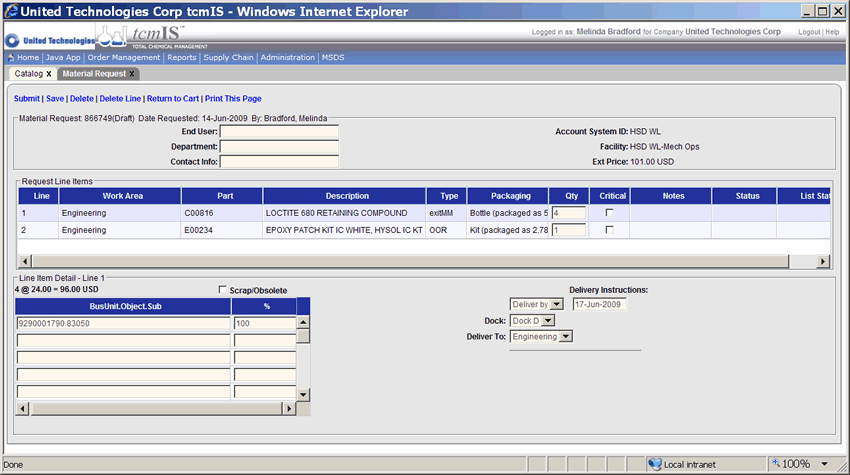 United Technologies Corp tcmIS - Windows Internet Explorer
United Technologies
tcmIS™
TOTAL CHEMICAL MANAGEMENT
Logged in as: Melinda Bradford for Company United Technologies Corp
Logout | Help
Home | Java App | Order Management | Reports | Supply Chain | Administration | MSDS
Catalog x Material Request x
Submit | Save | Delete | Delete Line | Return to Cart | Print This Page
Material Request: 866749(Draft) Date Requested: 14-Jun-2009 By: Bradford, Melinda
End User: Account System ID: HSD WL
Department: Facility: HSD WL-Mech Ops
Contact Info: Ext Price: 101.00 USD
Request Line Items
Line Work Area Part Description Type Packaging Qty Critical Notes Status List Stat
1 Engineering C00816 LOCTITE 680 RETAINING COMPOUND exitMM Bottle (packaged as 5 4
2 Engineering E00234 EPOXY PATCH KIT IC WHITE, HYSOL IC KT OOR Kit (packaged as 2.78 1
Line Item Detail - Line 1
4 @ 24.00 = 96.00 USD Scrap/Obsolete Delivery Instructions:
BusUnit.Object.Sub %
Deliver by 17-Jun-2009
9290001790.83050 100
Dock: Dock D
Deliver To: Engineering
Done Local intranet 100%